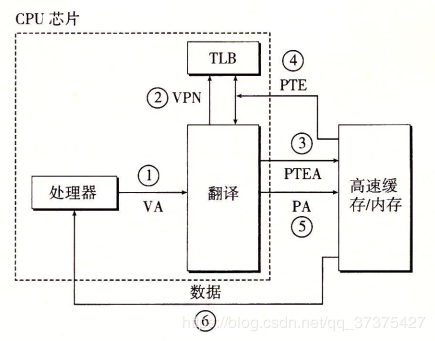 CPU 芯片
TLB
④
PTE
② VPN
③
PTEA
处理器
①
VA
翻译
PA
⑤
高速缓
存/内存
数据
⑥
https://blog.csdn.net/qq_37375427